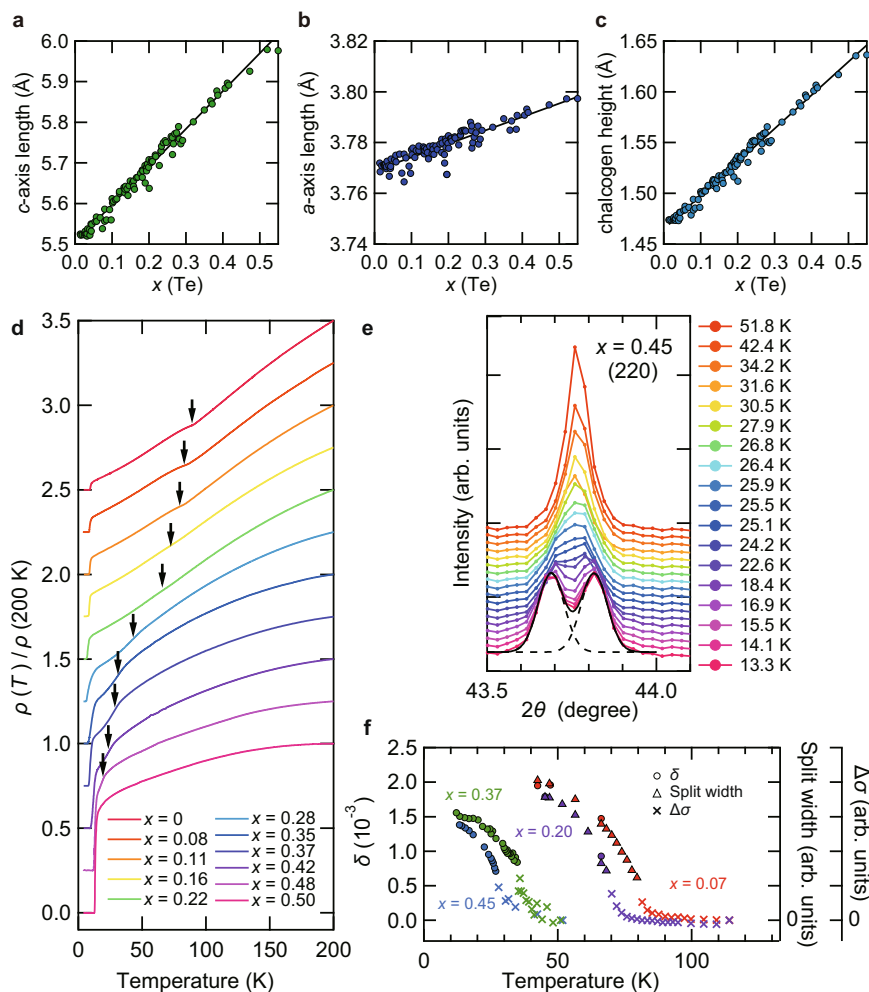 a
c-axis length (Å)
6.0
5.9
5.8
5.7
5.6
5.5
0.0 0.1 0.2 0.3 0.4 0.5
x (Te)
b
a-axis length (Å)
3.82
3.80
3.78
3.76
3.74
0.0 0.1 0.2 0.3 0.4 0.5
x (Te)
c
chalcogen height (Å)
1.65
1.60
1.55
1.50
1.45
0.0 0.1 0.2 0.3 0.4 0.5
x (Te)
d
ρ (T) / ρ (200 K)
3.5
3.0
2.5
2.0
1.5
1.0
0.5
0.0
x = 0
x = 0.08
x = 0.11
x = 0.16
x = 0.22
x = 0.28
x = 0.35
x = 0.37
x = 0.42
x = 0.48
x = 0.50
0 50 100 150 200
Temperature (K)
e
x = 0.45
(220)
Intensity (arb. units)
43.5 44.0
2θ (degree)
51.8 K
42.4 K
34.2 K
31.6 K
30.5 K
27.9 K
26.8 K
26.4 K
25.9 K
25.5 K
25.1 K
24.2 K
22.6 K
18.4 K
16.9 K
15.5 K
14.1 K
13.3 K
f
δ (10⁻³)
2.5
2.0
1.5
1.0
0.5
0.0
x = 0.37
x = 0.20
x = 0.45
x = 0.07
δ
Split width
Δσ
0 20 40 60 80 100 120
Temperature (K)
0
Split width
(arb. units)
0
Δσ (arb. units)